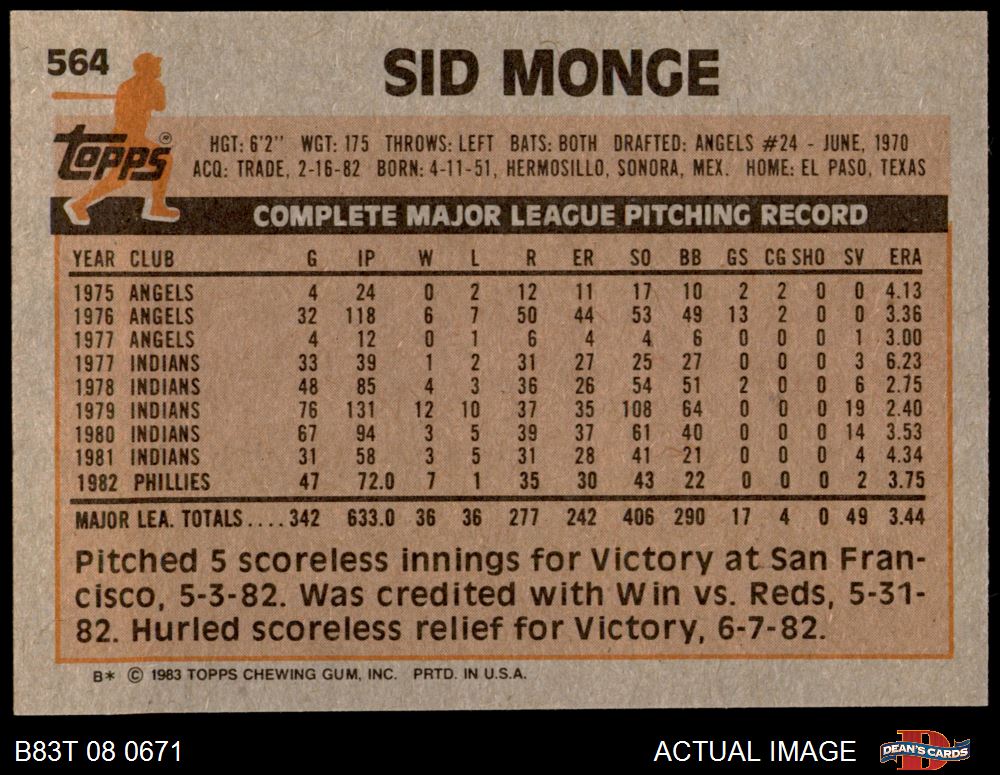 564
SID MONGE
topps®
HGT: 6'2" WGT: 175 THROWS: LEFT BATS: BOTH DRAFTED: ANGELS #24 - JUNE, 1970
ACQ: TRADE, 2-16-82 BORN: 4-11-51, HERMOSILLO, SONORA, MEX. HOME: EL PASO, TEXAS
COMPLETE MAJOR LEAGUE PITCHING RECORD
YEAR CLUB G IP W L R ER SO BB GS CG SHO SV ERA
1975 ANGELS 4 24 0 2 12 11 17 10 2 2 0 0 4.13
1976 ANGELS 32 118 6 7 50 44 53 49 13 2 0 0 3.36
1977 ANGELS 4 12 0 1 6 4 4 6 0 0 0 1 3.00
1977 INDIANS 33 39 1 2 31 27 25 27 0 0 0 3 6.23
1978 INDIANS 48 85 4 3 36 26 54 51 2 0 0 6 2.75
1979 INDIANS 76 131 12 10 37 35 108 64 0 0 0 19 2.40
1980 INDIANS 67 94 3 5 39 37 61 40 0 0 0 14 3.53
1981 INDIANS 31 58 3 5 31 28 41 21 0 0 0 4 4.34
1982 PHILLIES 47 72.0 7 1 35 30 43 22 0 0 0 2 3.75
MAJOR LEA. TOTALS.... 342 633.0 36 36 277 242 406 290 17 4 0 49 3.44
Pitched 5 scoreless innings for Victory at San Fran-
cisco, 5-3-82. Was credited with Win vs. Reds, 5-31-
82. Hurled scoreless relief for Victory, 6-7-82.
B* © 1983 TOPPS CHEWING GUM, INC. PRTD. IN U.S.A.
B83T 08 0671
ACTUAL IMAGE
DEAN'S CARDS